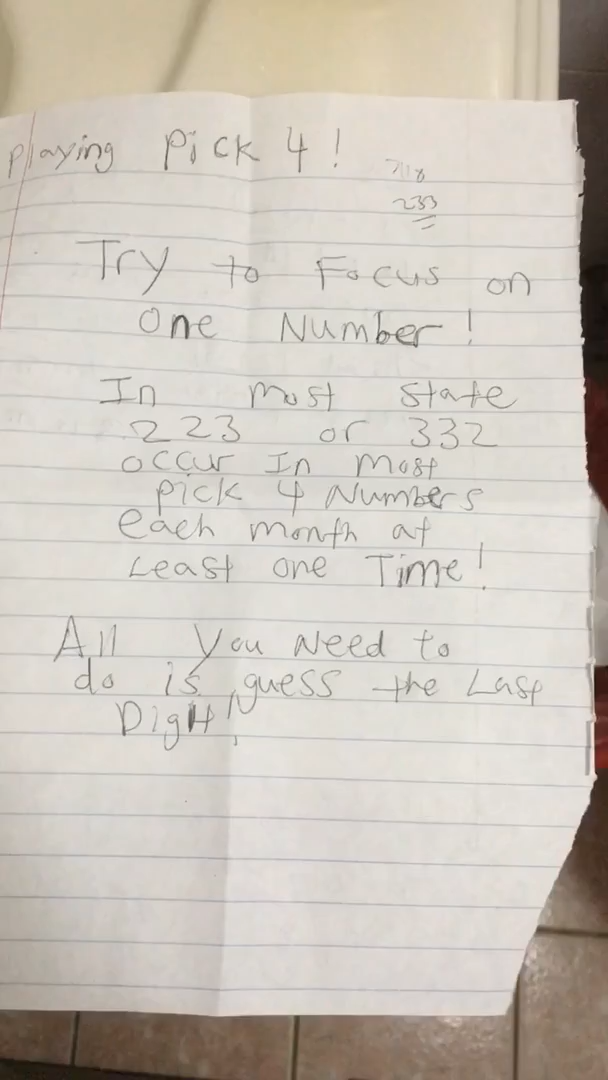 Playing Pick 4!
233
Try to Focus on
One Number!
In most State
223 or 332
occur In most
pick 4 Numbers
each month at
Least one Time!
All You Need to
do is guess the Last
Digit!